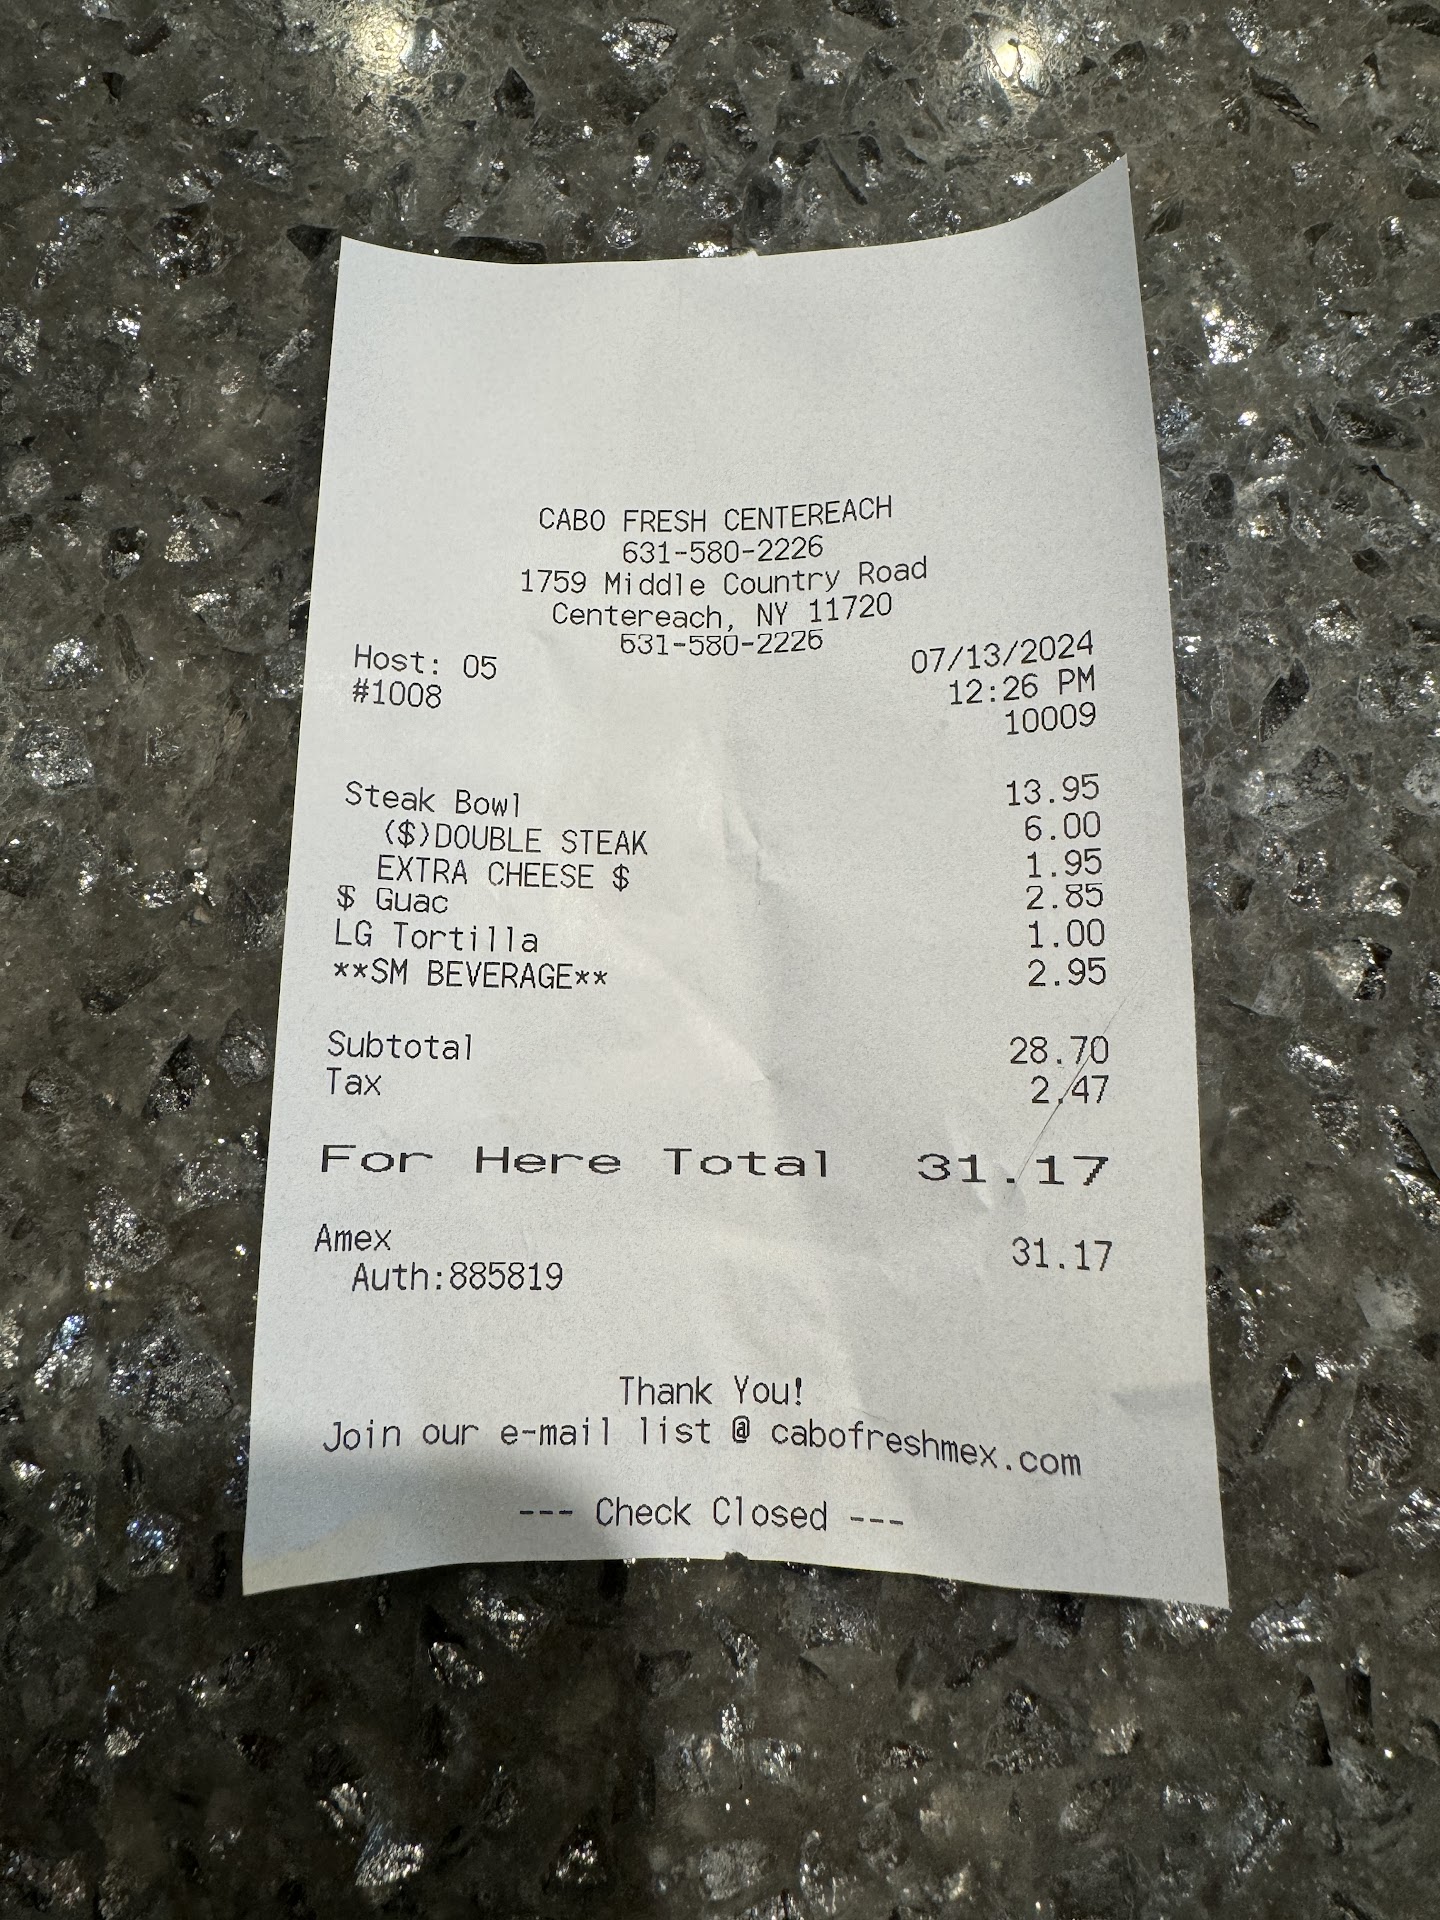 CABO FRESH CENTEREACH
631-580-2226
1759 Middle Country Road
Centereach, NY 11720
631-580-2226
Host: 05 07/13/2024
#1008 12:26 PM
10009
Steak Bowl 13.95
($)DOUBLE STEAK 6.00
EXTRA CHEESE $ 1.95
$ Guac 2.85
LG Tortilla 1.00
**SM BEVERAGE** 2.95
Subtotal 28.70
Tax 2.47
For Here Total 31.17
Amex 31.17
Auth:885819
Thank You!
Join our e-mail list @ cabofreshmex.com
--- Check Closed ---